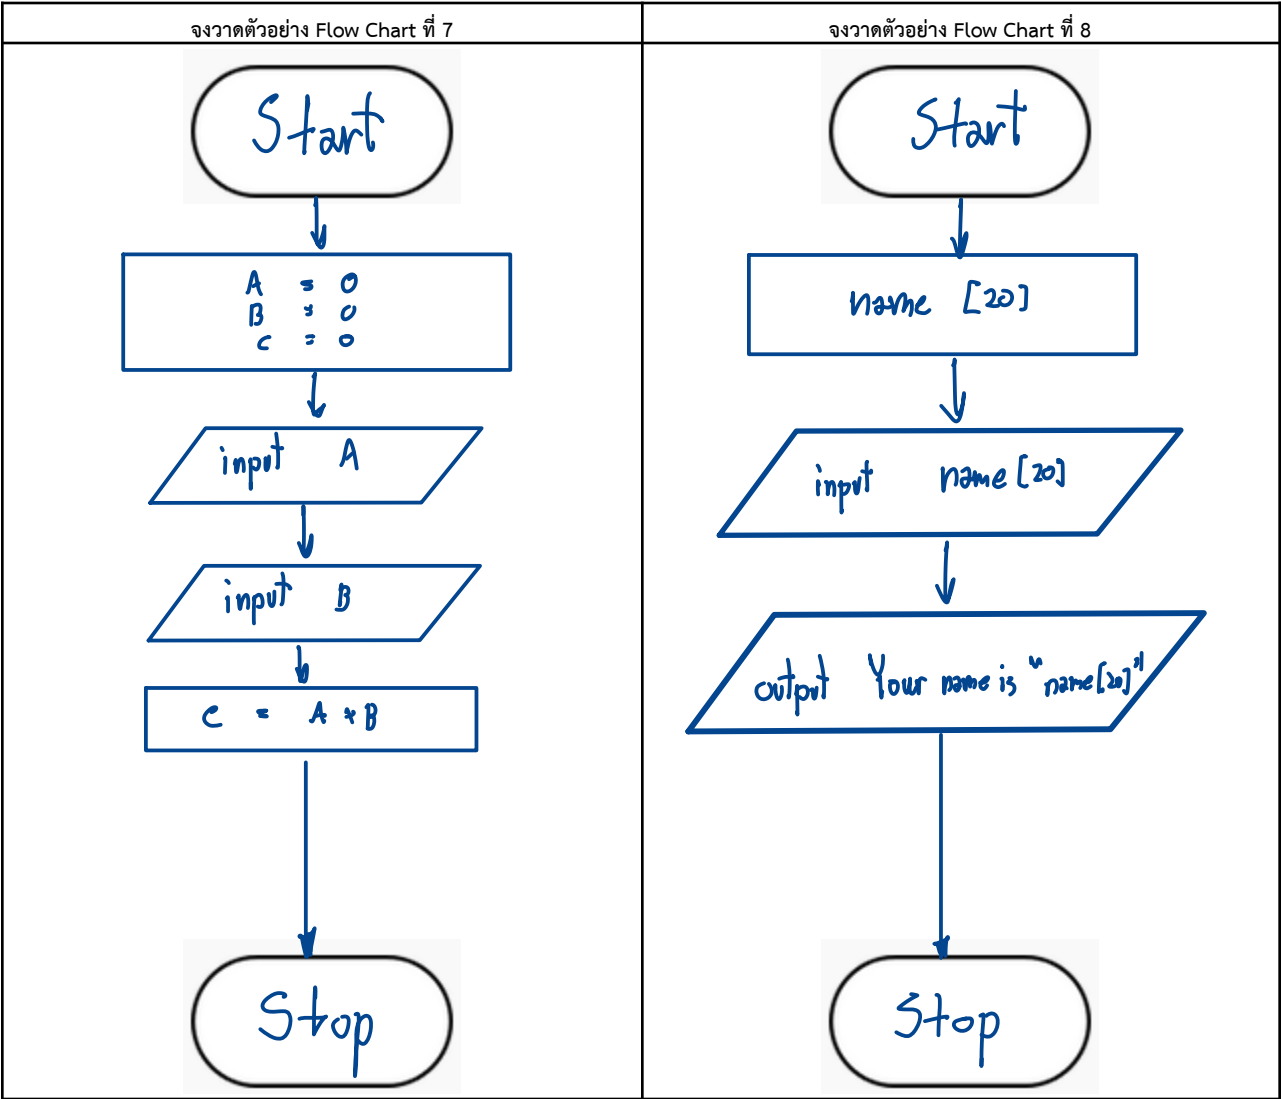 จงวาดตัวอย่าง Flow Chart ที่ 7
Start
A = 0
B = 0
C = 0
input A
input B
C = A * B
Stop
จงวาดตัวอย่าง Flow Chart ที่ 8
Start
name [20]
input name [20]
output Your name is "name[20]"
Stop